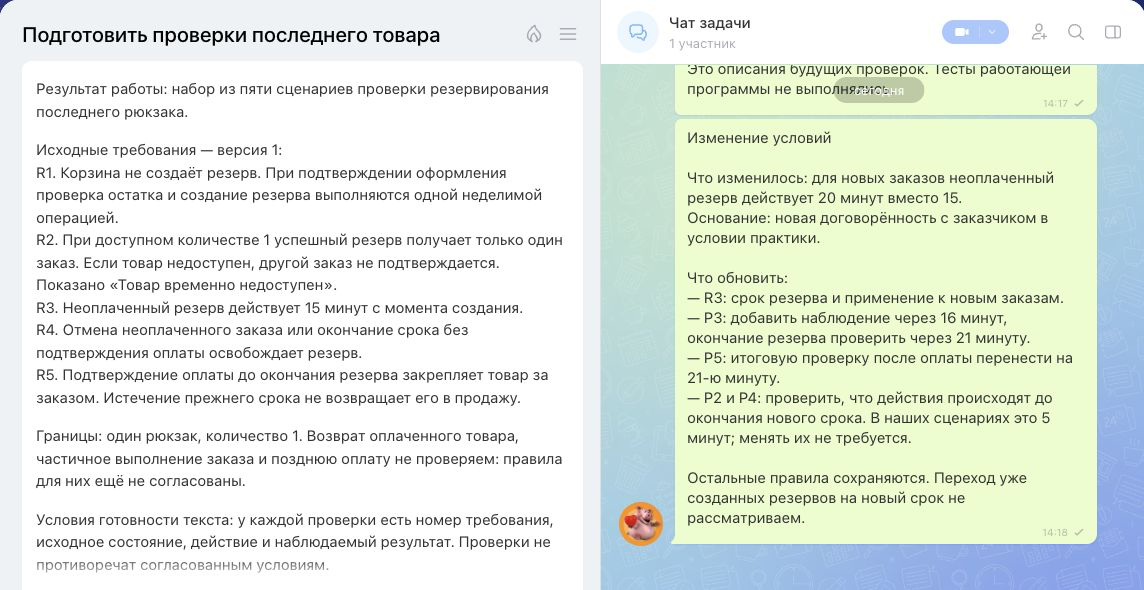 Подготовить проверки последнего товара
Результат работы: набор из пяти сценариев проверки резервирования
последнего рюкзака.
Исходные требования — версия 1:
R1. Корзина не создаёт резерв. При подтверждении оформления
проверка остатка и создание резерва выполняются одной неделимой
операцией.
R2. При доступном количестве 1 успешный резерв получает только один
заказ. Если товар недоступен, другой заказ не подтверждается.
Показано «Товар временно недоступен».
R3. Неоплаченный резерв действует 15 минут с момента создания.
R4. Отмена неоплаченного заказа или окончание срока без
подтверждения оплаты освобождает резерв.
R5. Подтверждение оплаты до окончания резерва закрепляет товар за
заказом. Истечение прежнего срока не возвращает его в продажу.
Границы: один рюкзак, количество 1. Возврат оплаченного товара,
частичное выполнение заказа и позднюю оплату не проверяем: правила
для них ещё не согласованы.
Условия готовности текста: у каждой проверки есть номер требования,
исходное состояние, действие и наблюдаемый результат. Проверки не
противоречат согласованным условиям.
Чат задачи
1 участник
Это описания будущих проверок. Тесты работающей
программы не выполнялись.
сегодня
14:17
Изменение условий
Что изменилось: для новых заказов неоплаченный
резерв действует 20 минут вместо 15.
Основание: новая договорённость с заказчиком в
условии практики.
Что обновить:
— R3: срок резерва и применение к новым заказам.
— P3: добавить наблюдение через 16 минут,
окончание резерва проверить через 21 минуту.
— P5: итоговую проверку после оплаты перенести на
21-ю минуту.
— P2 и P4: проверить, что действия происходят до
окончания нового срока. В наших сценариях это 5
минут; менять их не требуется.
Остальные правила сохраняются. Переход уже
созданных резервов на новый срок не
рассматриваем.
14:18